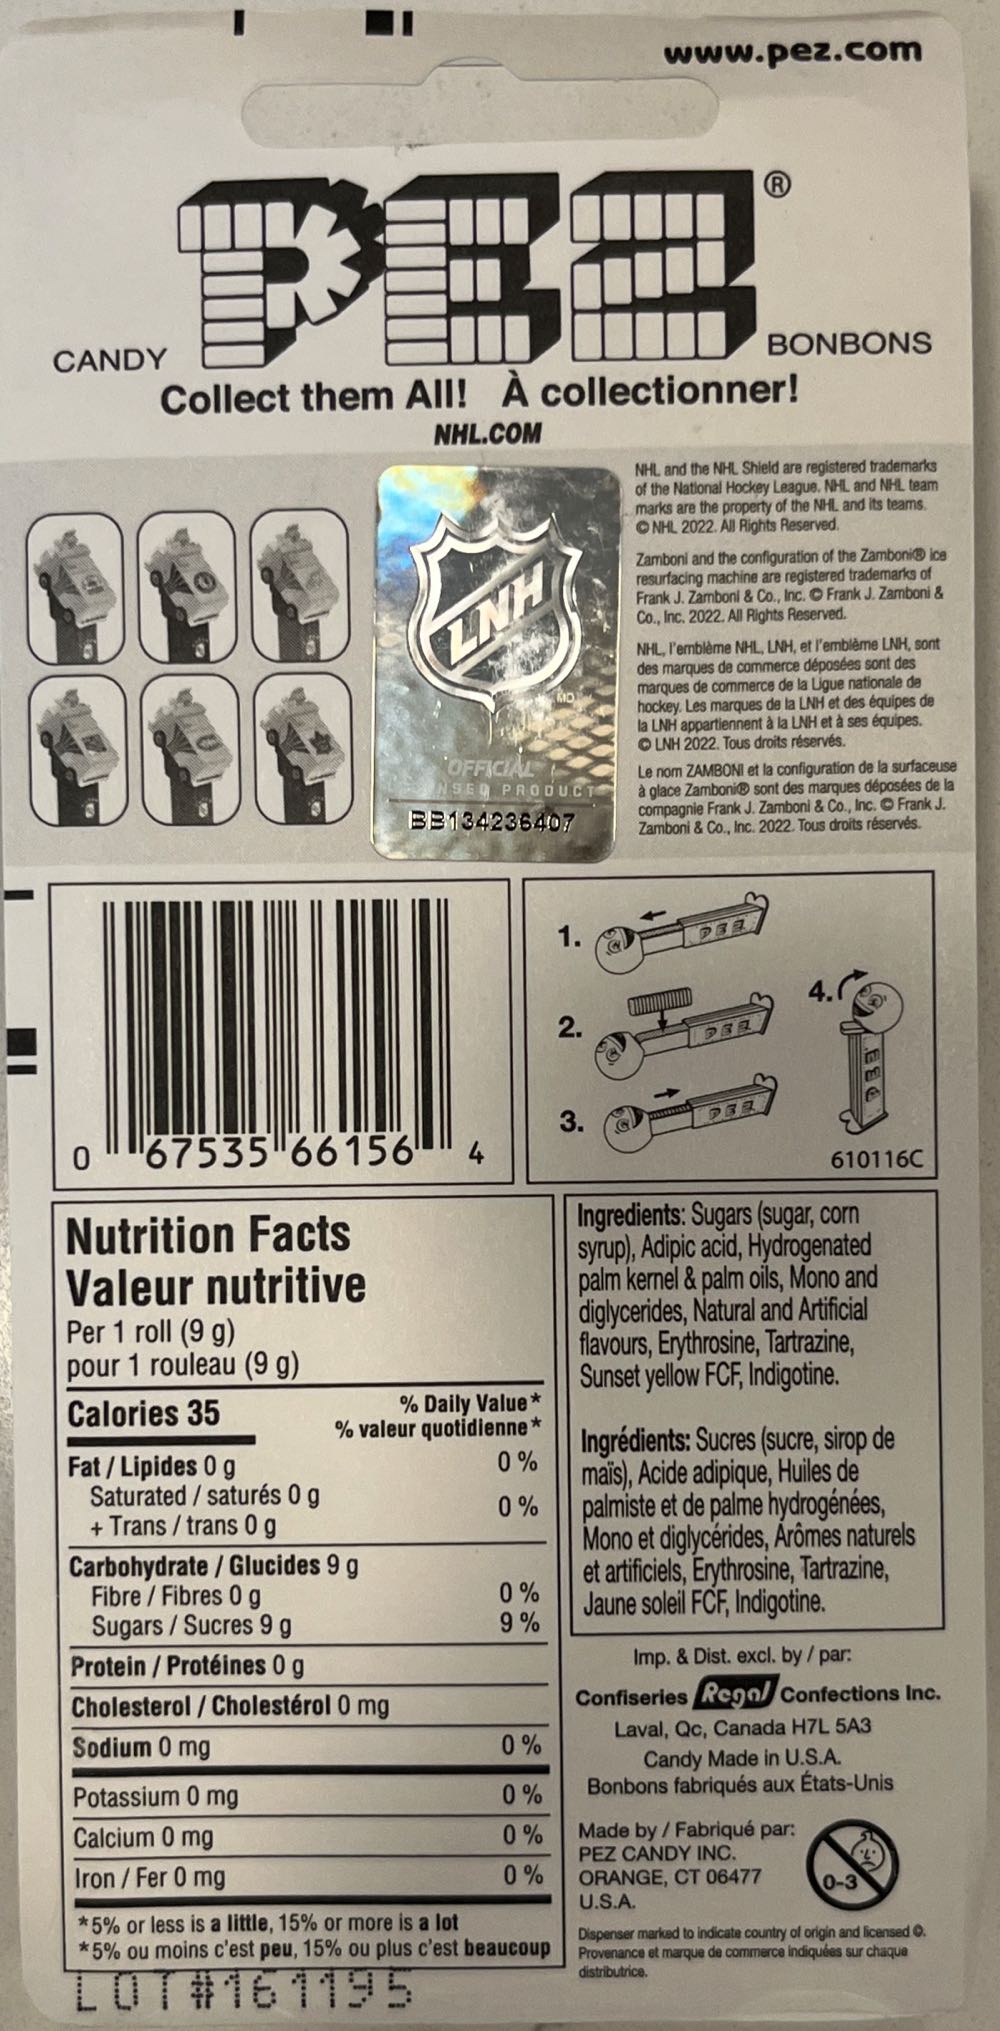 www.pez.com
PEZ®
CANDY
BONBONS
Collect them All! À collectionner!
NHL.COM
NHL and the NHL Shield are registered trademarks
of the National Hockey League. NHL and NHL team
marks are the property of the NHL and its teams.
© NHL 2022. All Rights Reserved.
Zamboni and the configuration of the Zamboni® ice
resurfacing machine are registered trademarks of
Frank J. Zamboni & Co., Inc. © Frank J. Zamboni &
Co., Inc. 2022. All Rights Reserved.
NHL, l'emblème NHL, LNH, et l'emblème LNH, sont
des marques de commerce déposées sont des
marques de commerce de la Ligue nationale de
hockey. Les marques de la LNH et des équipes de
la LNH appartiennent à la LNH et à ses équipes.
© LNH 2022. Tous droits réservés.
Le nom ZAMBONI et la configuration de la surfaceuse
à glace Zamboni® sont des marques déposées de la
compagnie Frank J. Zamboni & Co., Inc. © Frank J.
Zamboni & Co., Inc. 2022. Tous droits réservés.
LNH
MD
OFFICIAL
NSED PRODUCT
BB134236407
0 67535 66156 4
1.
PEZ
2.
PEZ
3.
PEZ
4.
PEZ
610116C
Nutrition Facts
Valeur nutritive
Per 1 roll (9 g)
pour 1 rouleau (9 g)
Calories 35
% Daily Value*
% valeur quotidienne*
Fat / Lipides 0 g 0 %
Saturated / saturés 0 g
+ Trans / trans 0 g 0 %
Carbohydrate / Glucides 9 g
Fibre / Fibres 0 g 0 %
Sugars / Sucres 9 g 9 %
Protein / Protéines 0 g
Cholesterol / Cholestérol 0 mg
Sodium 0 mg 0 %
Potassium 0 mg 0 %
Calcium 0 mg 0 %
Iron / Fer 0 mg 0 %
*5% or less is a little, 15% or more is a lot
*5% ou moins c'est peu, 15% ou plus c'est beaucoup
LOT#161195
Ingredients: Sugars (sugar, corn
syrup), Adipic acid, Hydrogenated
palm kernel & palm oils, Mono and
diglycerides, Natural and Artificial
flavours, Erythrosine, Tartrazine,
Sunset yellow FCF, Indigotine.
Ingrédients: Sucres (sucre, sirop de
maïs), Acide adipique, Huiles de
palmiste et de palme hydrogénées,
Mono et diglycérides, Arômes naturels
et artificiels, Erythrosine, Tartrazine,
Jaune soleil FCF, Indigotine.
Imp. & Dist. excl. by / par:
Confiseries Regal Confections Inc.
Laval, Qc, Canada H7L 5A3
Candy Made in U.S.A.
Bonbons fabriqués aux États-Unis
Made by / Fabriqué par:
PEZ CANDY INC.
ORANGE, CT 06477
U.S.A.
0-3
Dispenser marked to indicate country of origin and licensed ©.
Provenance et marque de commerce indiquées sur chaque
distributrice.